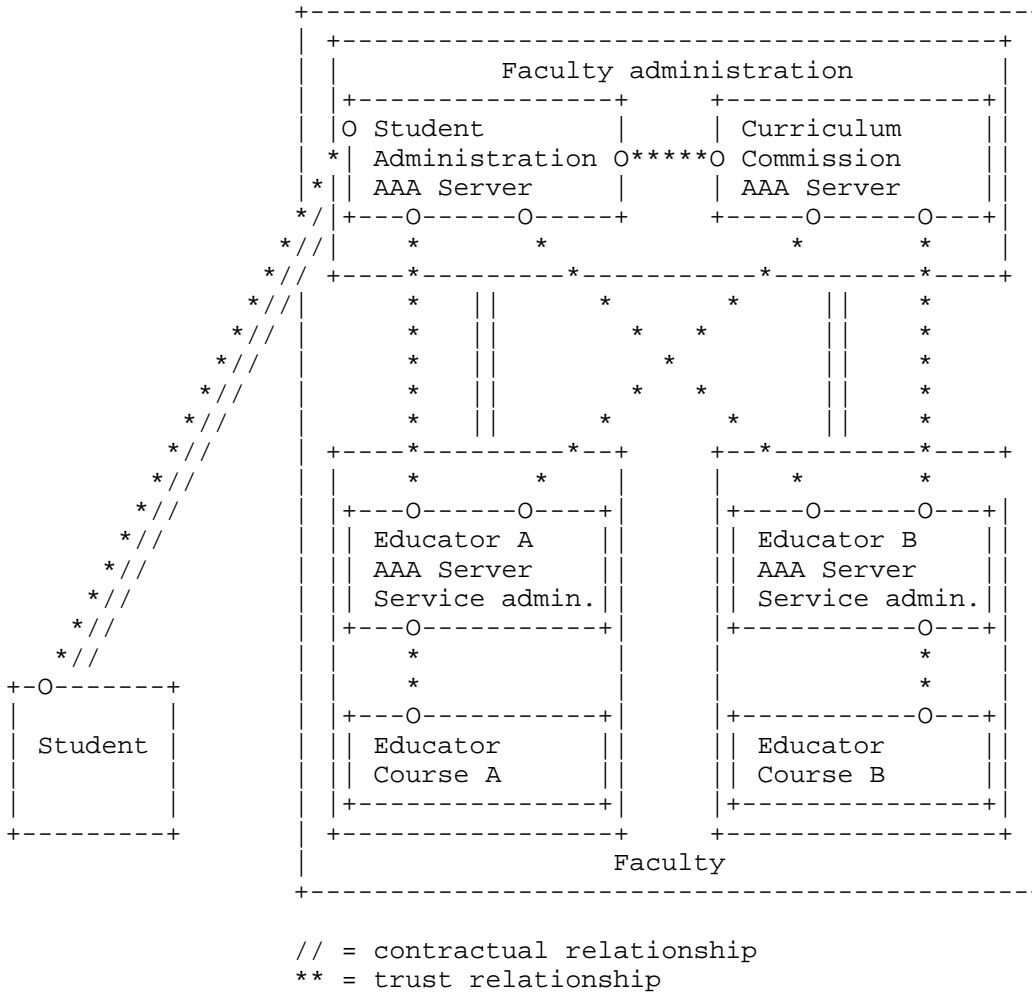 Faculty administration
Student
Administration
AAA Server
Curriculum
Commission
AAA Server
Educator A
AAA Server
Service admin.
Educator B
AAA Server
Service admin.
Student
Educator
Course A
Educator
Course B
Faculty
// = contractual relationship
** = trust relationship